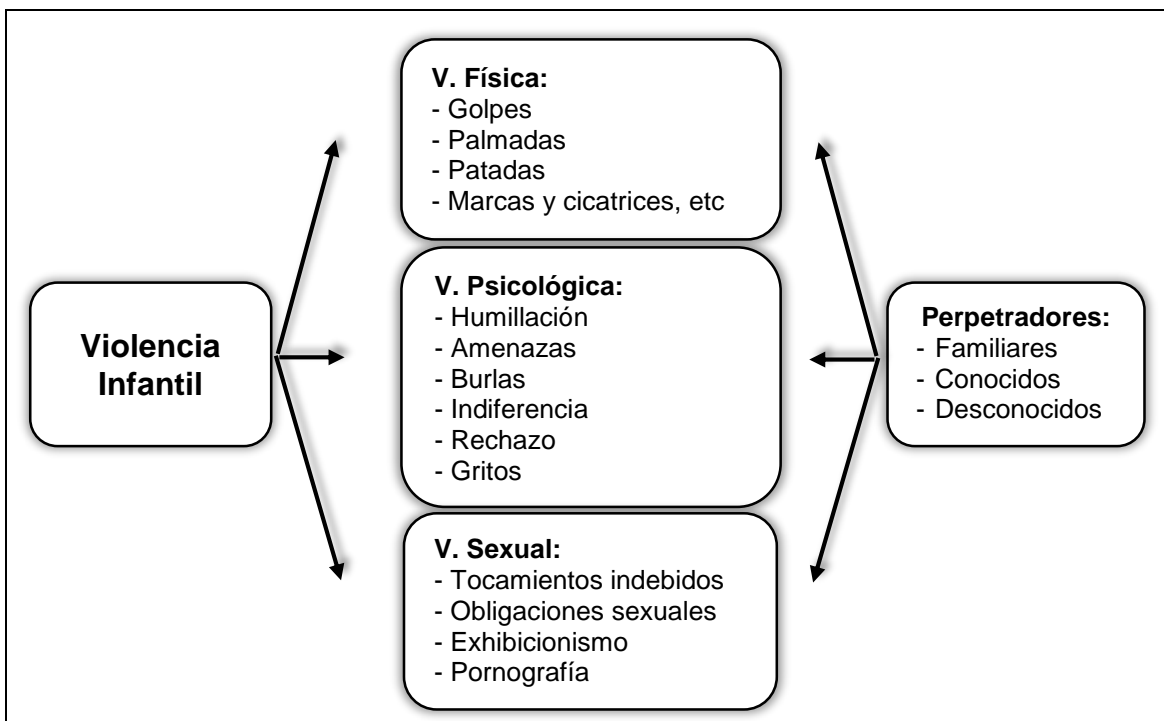 V. Física:
- Golpes
- Palmadas
- Patadas
- Marcas y cicatrices, etc
Violencia
Infantil
V. Psicológica:
- Humillación
- Amenazas
- Burlas
- Indiferencia
- Rechazo
- Gritos
Perpetradores:
- Familiares
- Conocidos
- Desconocidos
V. Sexual:
- Tocamientos indebidos
- Obligaciones sexuales
- Exhibicionismo
- Pornografía